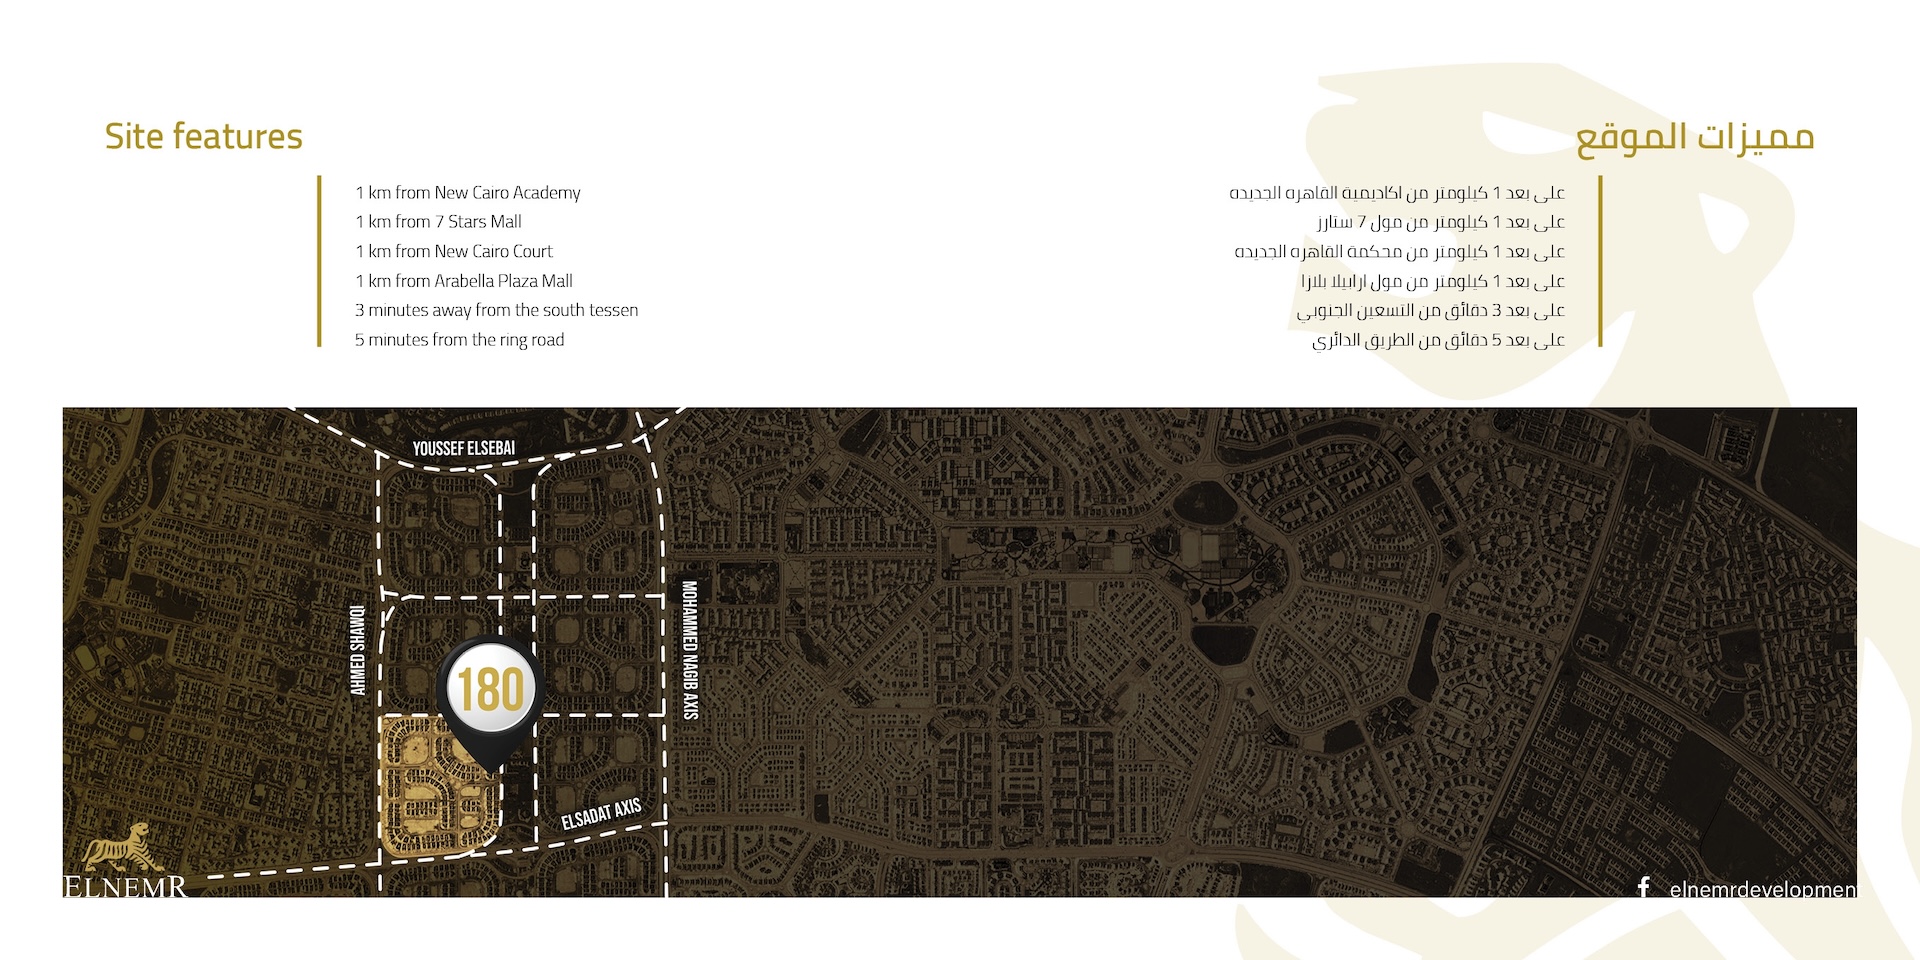 Site features
1 km from New Cairo Academy
1 km from 7 Stars Mall
1 km from New Cairo Court
1 km from Arabella Plaza Mall
3 minutes away from the south tessen
5 minutes from the ring road
مميزات الموقع
على بعد 1 كيلومتر من اكاديمية القاهره الجديده
على بعد 1 كيلومتر من مول 7 ستارز
على بعد 1 كيلومتر من محكمة القاهره الجديده
على بعد 1 كيلومتر من مول ارابيلا بلازا
على بعد 3 دقائق من التسعين الجنوبي
على بعد 5 دقائق من الطريق الدائري
YOUSSEF ELSEBAI
AHMED SHAWQI
MOHAMMED NAGIB AXIS
180
ELSADAT AXIS
ELNEMR
elnemrdevelopment